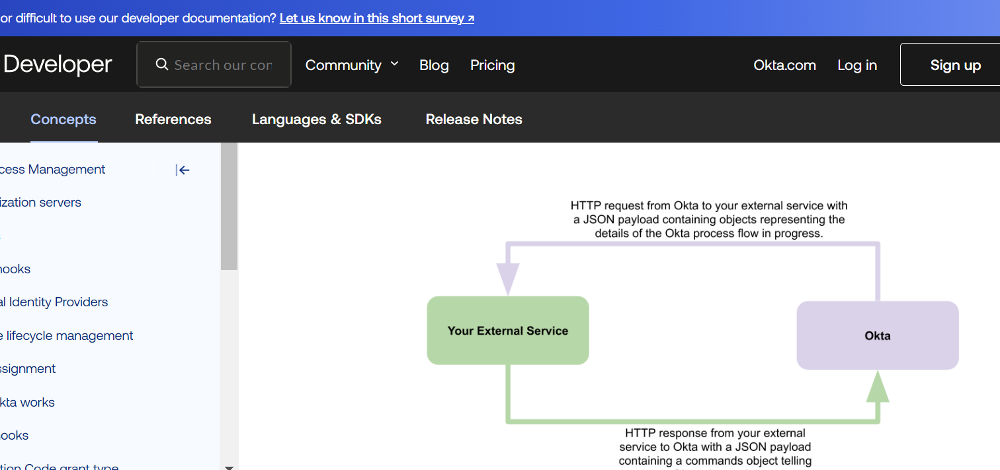 or difficult to use our developer documentation? Let us know in this short survey ↗
Developer
Search our cor
Community
Blog
Pricing
Okta.com
Log in
Sign up
Concepts
References
Languages & SDKs
Release Notes
cess Management
ization servers
hooks
al Identity Providers
e lifecycle management
ssignment
kta works
ooks
tion Code grant type
HTTP request from Okta to your external service with
a JSON payload containing objects representing the
details of the Okta process flow in progress.
Your External Service
Okta
HTTP response from your external
service to Okta with a JSON payload
containing a commands object telling